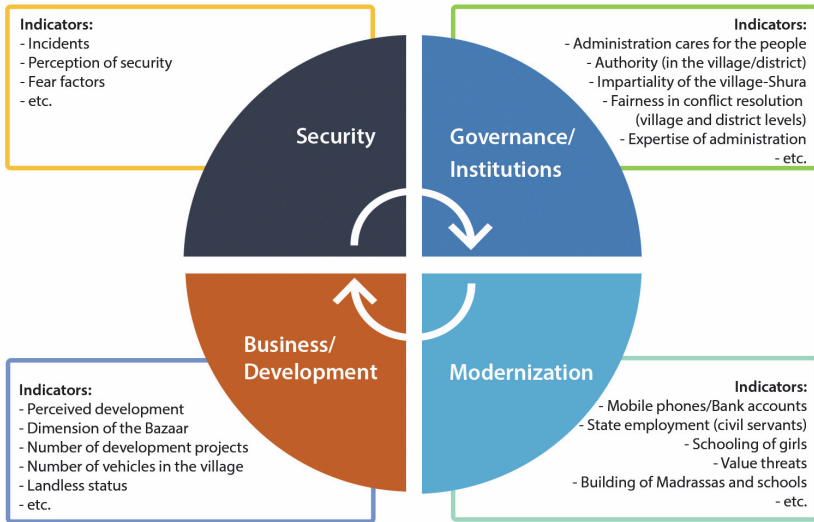 Indicators:
- Incidents
- Perception of security
- Fear factors
- etc.
Security
Indicators:
- Administration cares for the people
- Authority (in the village/district)
- Impartiality of the village-Shura
- Fairness in conflict resolution
(village and district levels)
- Expertise of administration
- etc.
Governance/
Institutions
Business/
Development
Indicators:
- Perceived development
- Dimension of the Bazaar
- Number of development projects
- Number of vehicles in the village
- Landless status
- etc.
Modernization
Indicators:
- Mobile phones/Bank accounts
- State employment (civil servants)
- Schooling of girls
- Value threats
- Building of Madrassas and schools
- etc.